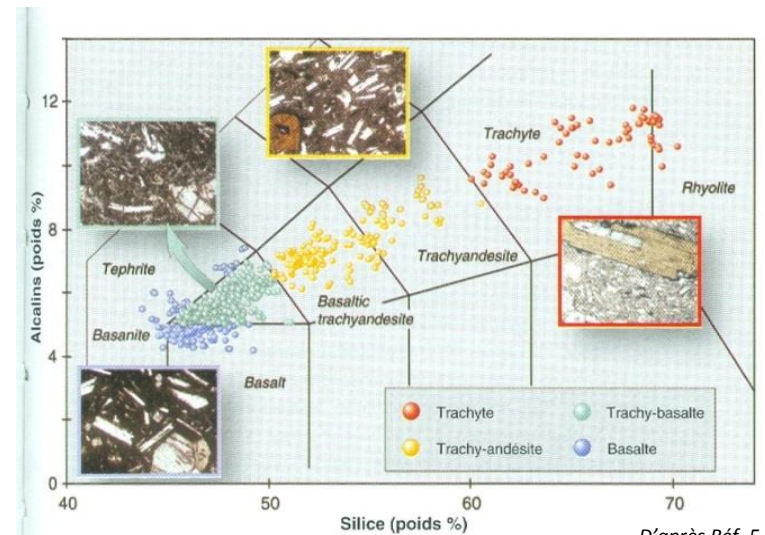 12
8
4
0
Alcalins (poids %)
40
50
60
70
Silice (poids %)
Tephrite
Basanite
Basalt
Basaltic
trachyandesite
Trachyandesite
Trachyte
Rhyolite
Trachyte
Trachy-basalte
Trachy-andésite
Basalte
D'après Réf. 5